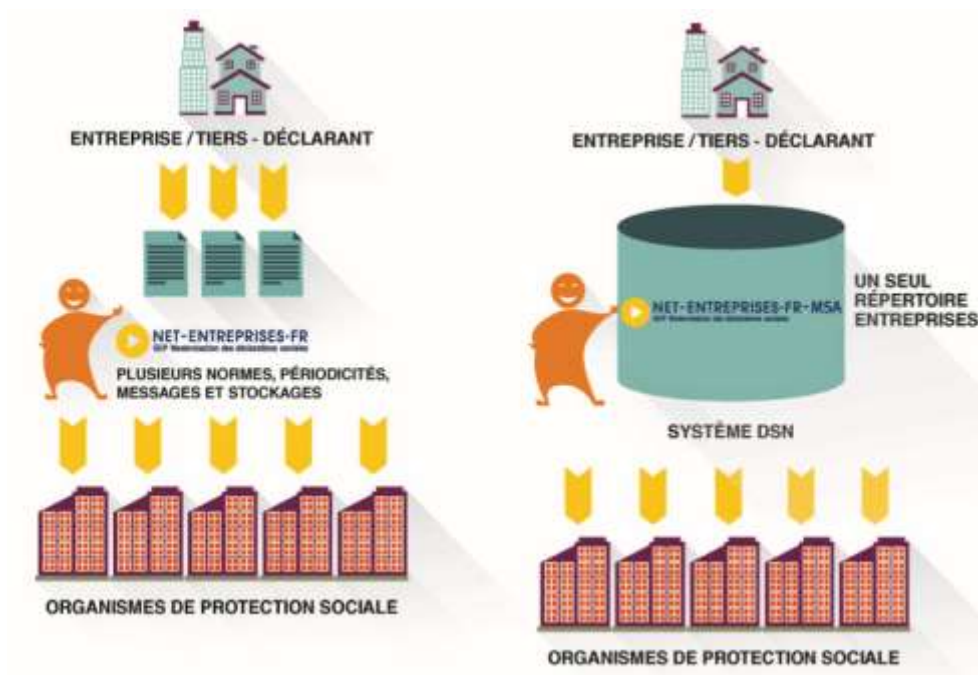 ENTREPRISE / TIERS - DÉCLARANT
NET-ENTREPRISES-FR
PLUSIEURS NORMES, PÉRIODICITÉS,
MESSAGES ET STOCKAGES
ORGANISMES DE PROTECTION SOCIALE
ENTREPRISE / TIERS - DÉCLARANT
NET-ENTREPRISES-FR-MSA
UN SEUL
RÉPERTOIRE
ENTREPRISES
SYSTÈME DSN
ORGANISMES DE PROTECTION SOCIALE